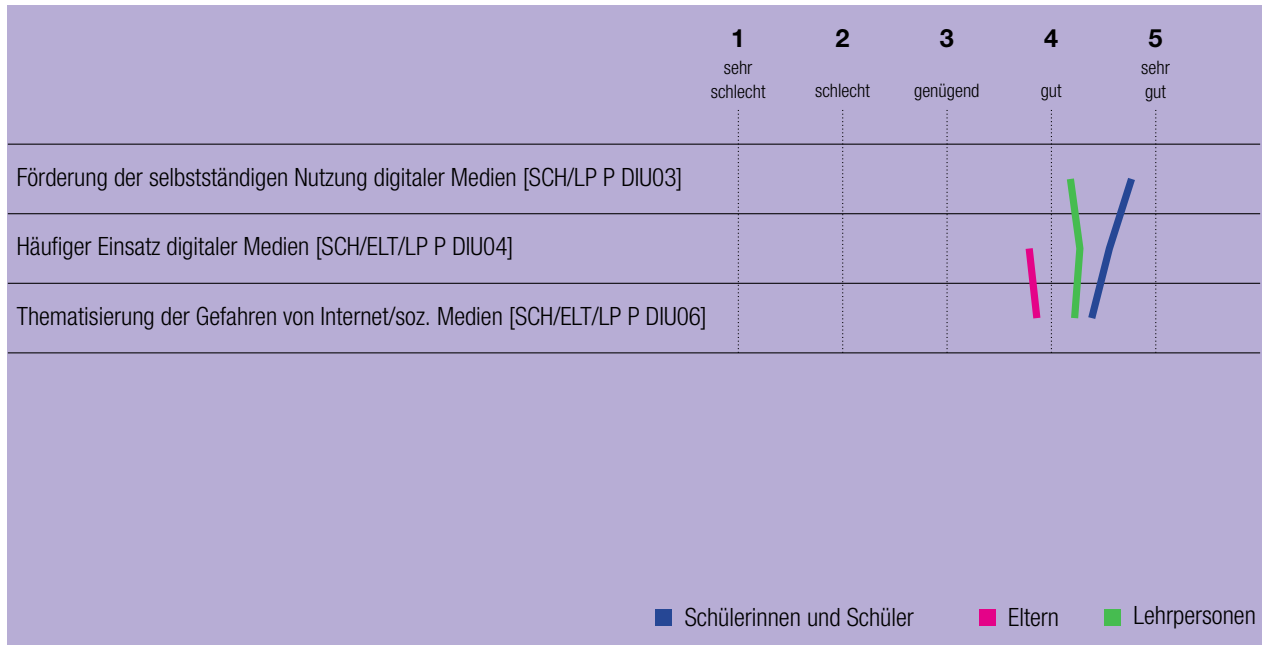 1 2 3 4 5
sehr schlecht schlecht genügend gut sehr gut
Förderung der selbstständigen Nutzung digitaler Medien [SCH/LP P DIU03]
Häufiger Einsatz digitaler Medien [SCH/ELT/LP P DIU04]
Thematisierung der Gefahren von Internet/soz. Medien [SCH/ELT/LP P DIU06]
Schülerinnen und Schüler Eltern Lehrpersonen